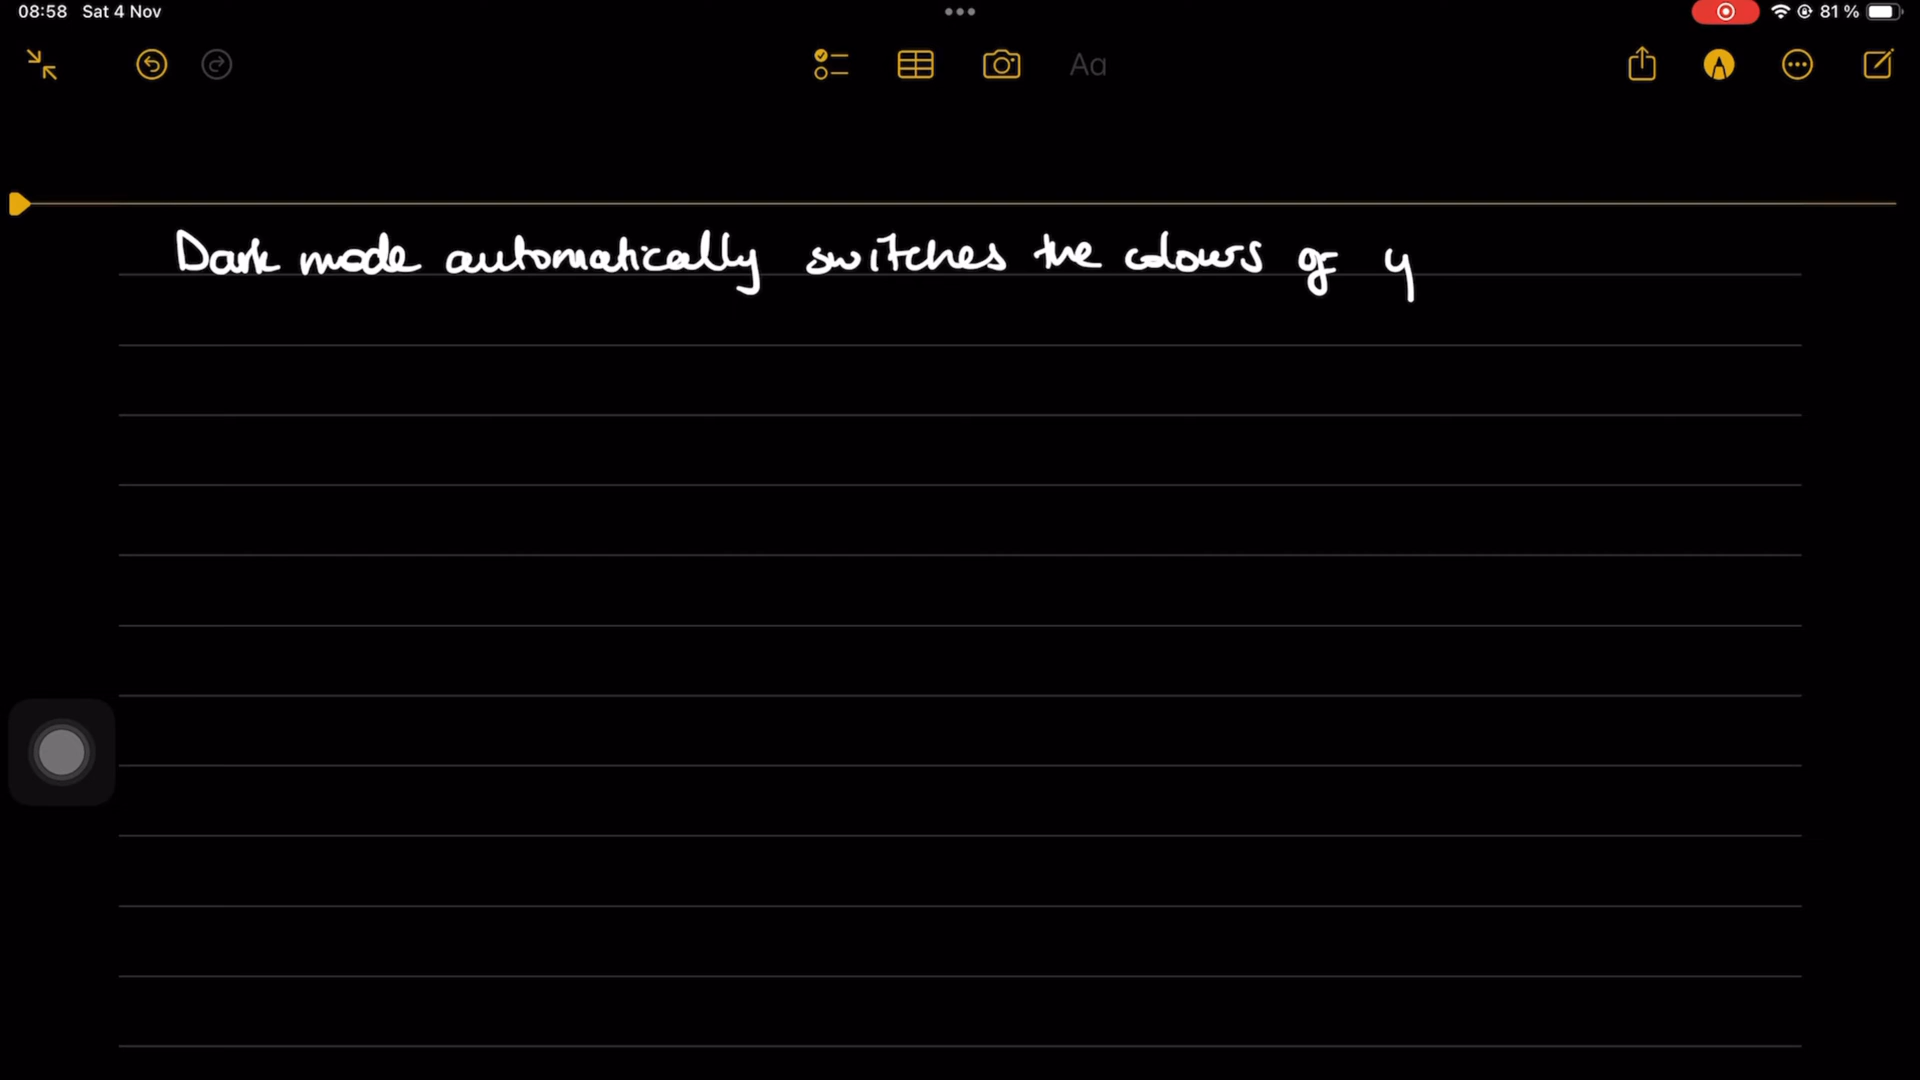 08:58 Sat 4 Nov 81 %
Aa
Dark mode automatically switches the colours of y